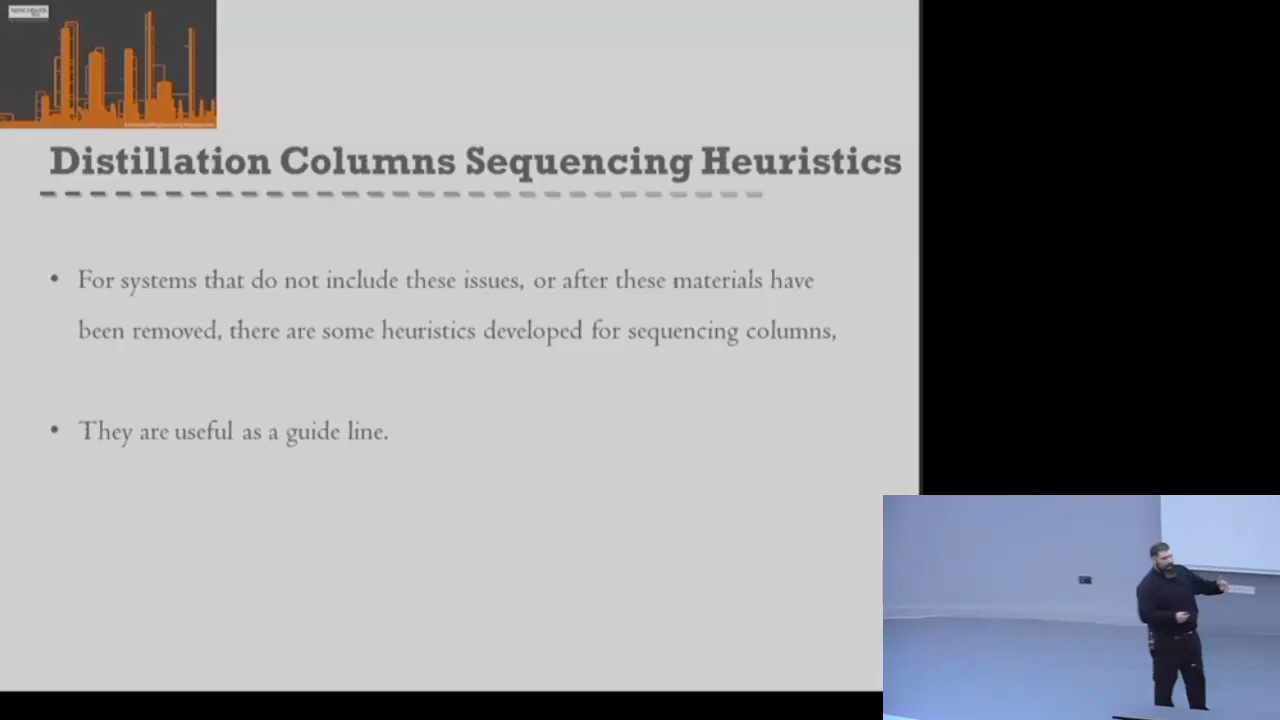 Distillation Columns Sequencing Heuristics
• For systems that do not include these issues, or after these materials have
been removed, there are some heuristics developed for sequencing columns,
• They are useful as a guide line.